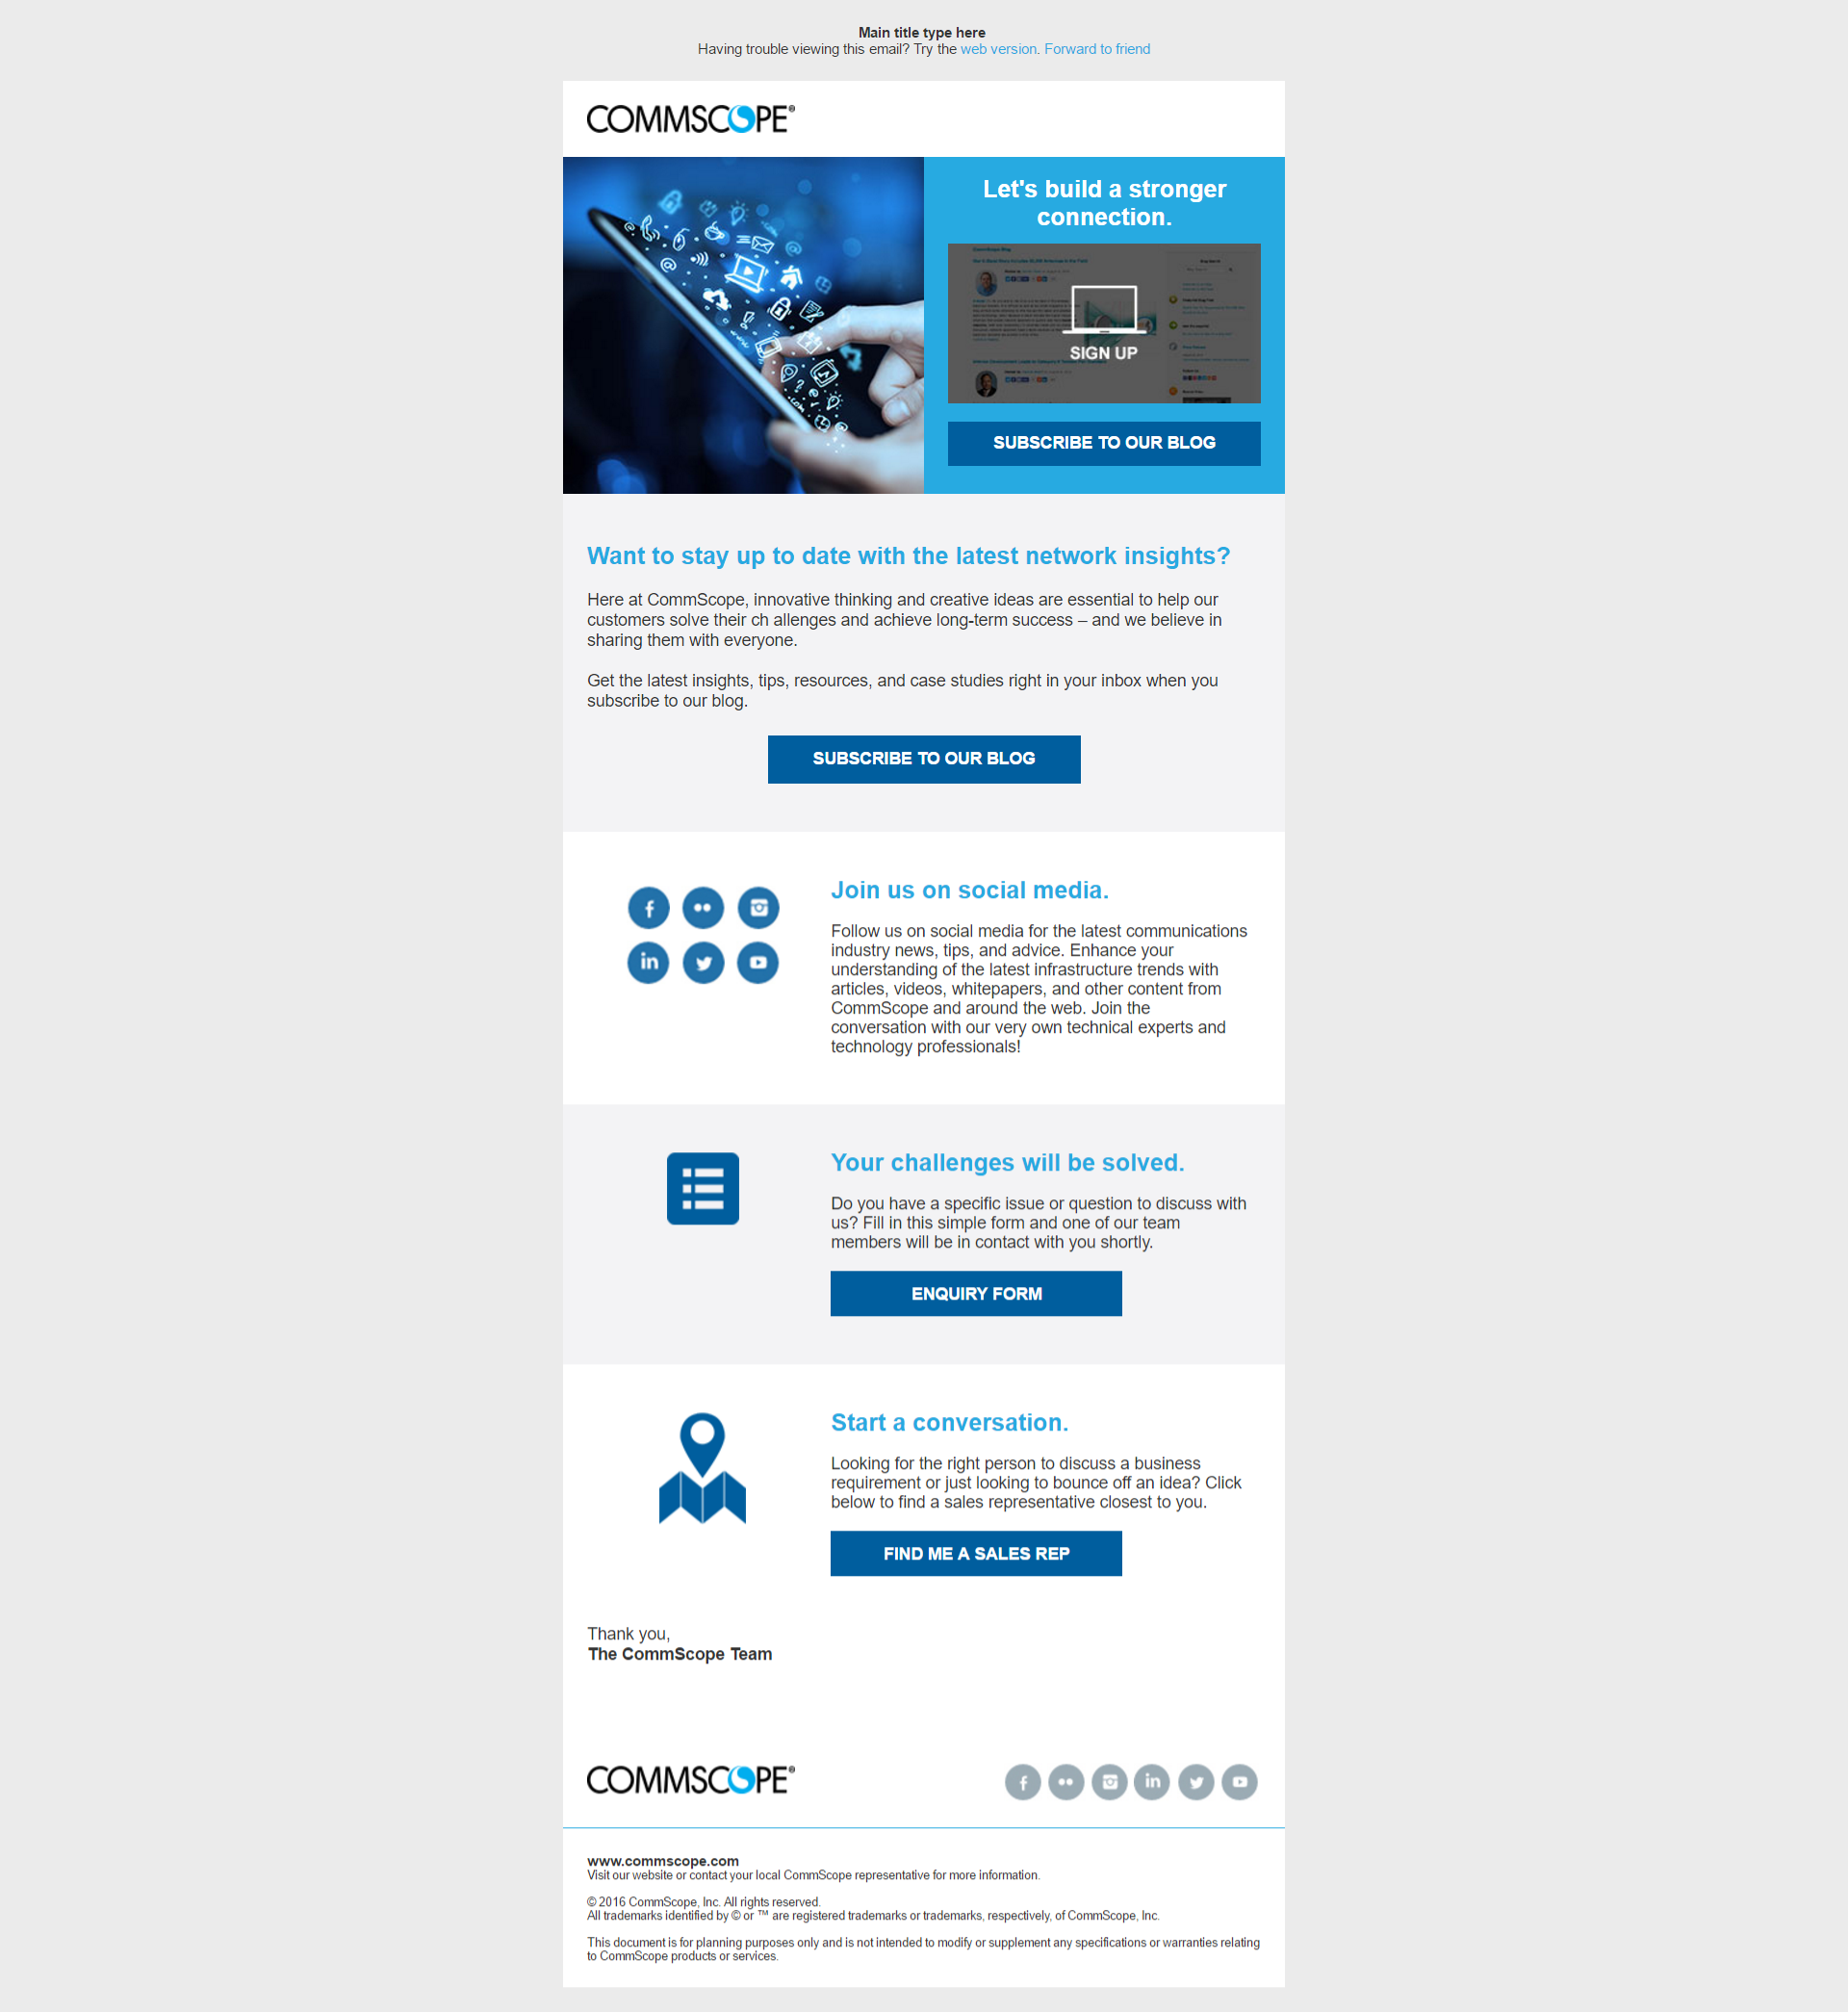 Main title type here
Having trouble viewing this email? Try the web version. Forward to friend
COMMSCOPE®
Let's build a stronger
connection.
SIGN UP
SUBSCRIBE TO OUR BLOG
Want to stay up to date with the latest network insights?
Here at CommScope, innovative thinking and creative ideas are essential to help our
customers solve their ch allenges and achieve long-term success – and we believe in
sharing them with everyone.
Get the latest insights, tips, resources, and case studies right in your inbox when you
subscribe to our blog.
SUBSCRIBE TO OUR BLOG
Join us on social media.
Follow us on social media for the latest communications
industry news, tips, and advice. Enhance your
understanding of the latest infrastructure trends with
articles, videos, whitepapers, and other content from
CommScope and around the web. Join the
conversation with our very own technical experts and
technology professionals!
Your challenges will be solved.
Do you have a specific issue or question to discuss with
us? Fill in this simple form and one of our team
members will be in contact with you shortly.
ENQUIRY FORM
Start a conversation.
Looking for the right person to discuss a business
requirement or just looking to bounce off an idea? Click
below to find a sales representative closest to you.
FIND ME A SALES REP
Thank you,
The CommScope Team
COMMSCOPE®
www.commscope.com
Visit our website or contact your local CommScope representative for more information.
© 2016 CommScope, Inc. All rights reserved.
All trademarks identified by © or ™ are registered trademarks or trademarks, respectively, of CommScope, Inc.
This document is for planning purposes only and is not intended to modify or supplement any specifications or warranties relating
to CommScope products or services.